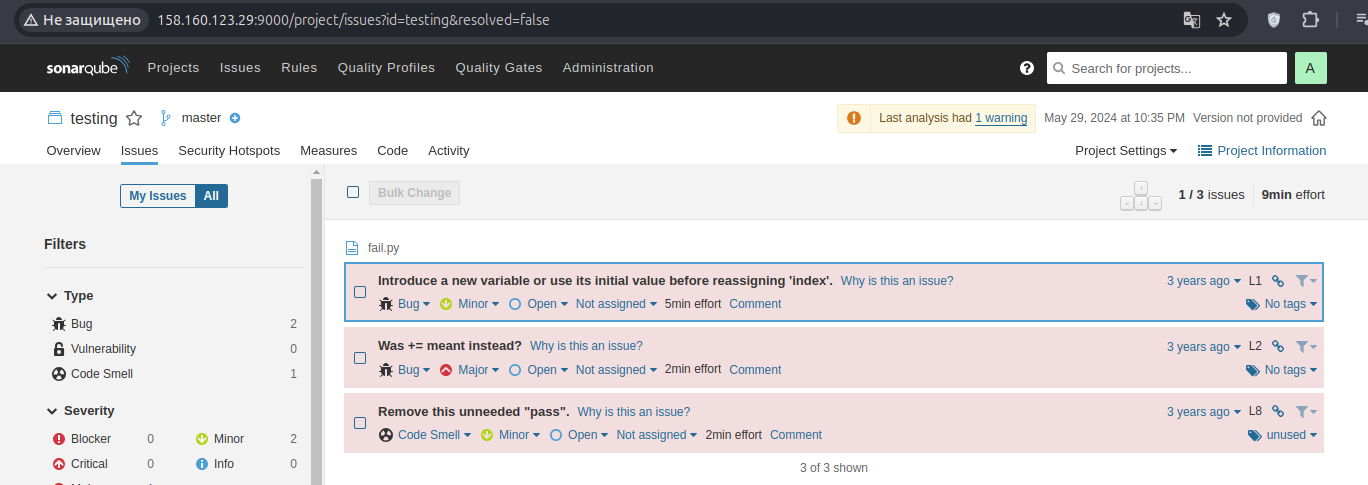 Не защищено 158.160.123.29:9000/project/issues?id=testing&resolved=false
sonarqube Projects Issues Rules Quality Profiles Quality Gates Administration ? Search for projects... A
testing master Last analysis had 1 warning May 29, 2024 at 10:35 PM Version not provided
Overview Issues Security Hotspots Measures Code Activity Project Settings Project Information
My Issues All Bulk Change 1 / 3 issues 9min effort
Filters
fail.py
Type
Bug 2
Vulnerability 0
Code Smell 1
Severity
Blocker 0 Minor 2
Critical 0 Info 0
Introduce a new variable or use its initial value before reassigning 'index'. Why is this an issue? 3 years ago L1
Bug Minor Open Not assigned 5min effort Comment No tags
Was += meant instead? Why is this an issue? 3 years ago L2
Bug Major Open Not assigned 2min effort Comment No tags
Remove this unneeded "pass". Why is this an issue? 3 years ago L8
Code Smell Minor Open Not assigned 2min effort Comment unused
3 of 3 shown